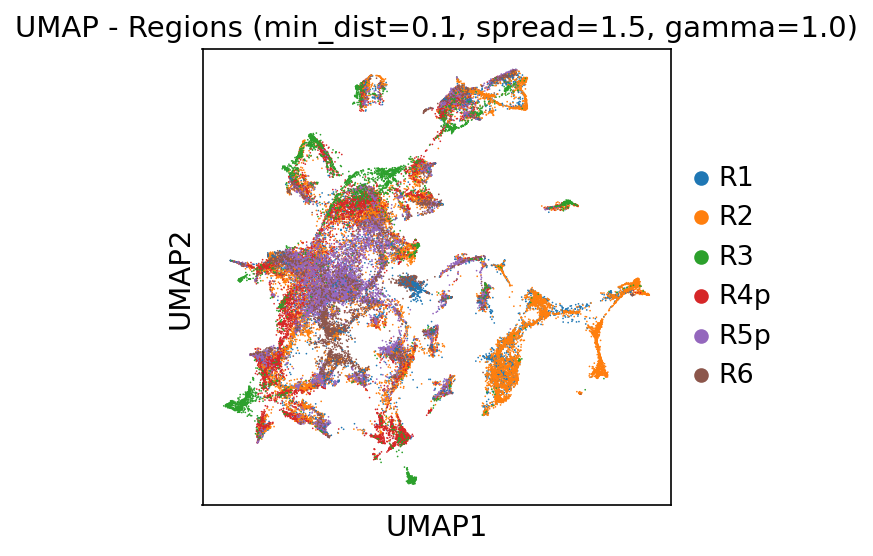 UMAP - Regions (min_dist=0.1, spread=1.5, gamma=1.0)
UMAP2
UMAP1
R1
R2
R3
R4p
R5p
R6